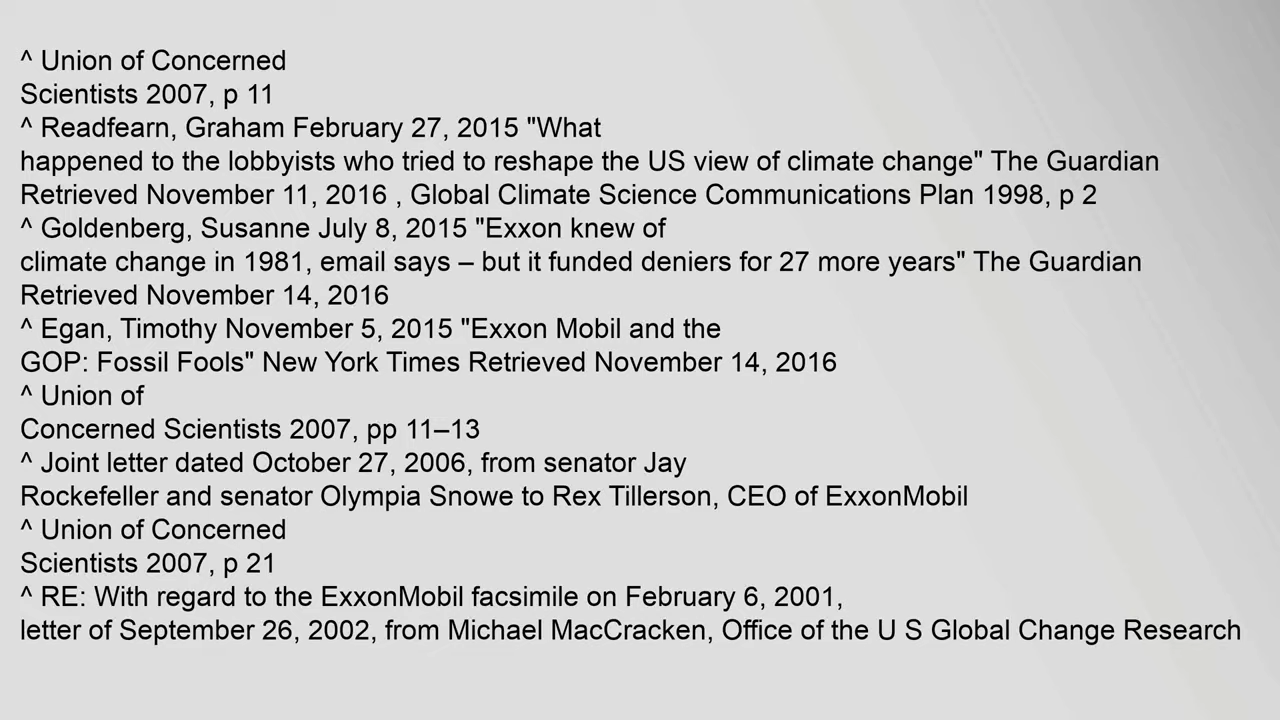 ^ Union of Concerned
Scientists 2007, p 11
^ Readfearn, Graham February 27, 2015 "What
happened to the lobbyists who tried to reshape the US view of climate change" The Guardian
Retrieved November 11, 2016 , Global Climate Science Communications Plan 1998, p 2
^ Goldenberg, Susanne July 8, 2015 "Exxon knew of
climate change in 1981, email says – but it funded deniers for 27 more years" The Guardian
Retrieved November 14, 2016
^ Egan, Timothy November 5, 2015 "Exxon Mobil and the
GOP: Fossil Fools" New York Times Retrieved November 14, 2016
^ Union of
Concerned Scientists 2007, pp 11–13
^ Joint letter dated October 27, 2006, from senator Jay
Rockefeller and senator Olympia Snowe to Rex Tillerson, CEO of ExxonMobil
^ Union of Concerned
Scientists 2007, p 21
^ RE: With regard to the ExxonMobil facsimile on February 6, 2001,
letter of September 26, 2002, from Michael MacCracken, Office of the U S Global Change Research